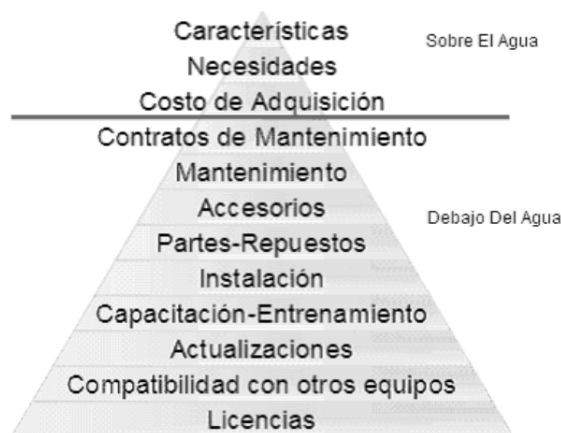 Características
Sobre El Agua
Necesidades
Costo de Adquisición
Contratos de Mantenimiento
Mantenimiento
Accesorios
Debajo Del Agua
Partes-Repuestos
Instalación
Capacitación-Entrenamiento
Actualizaciones
Compatibilidad con otros equipos
Licencias